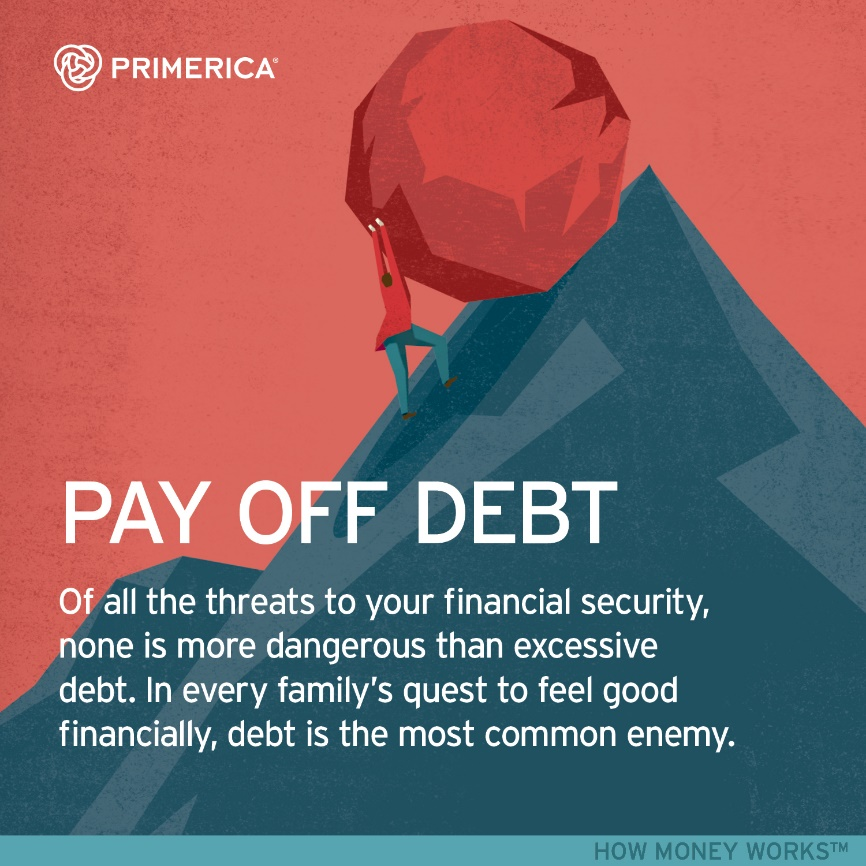 PRIMERICA®
PAY OFF DEBT
Of all the threats to your financial security,
none is more dangerous than excessive
debt. In every family's quest to feel good
financially, debt is the most common enemy.
HOW MONEY WORKS™